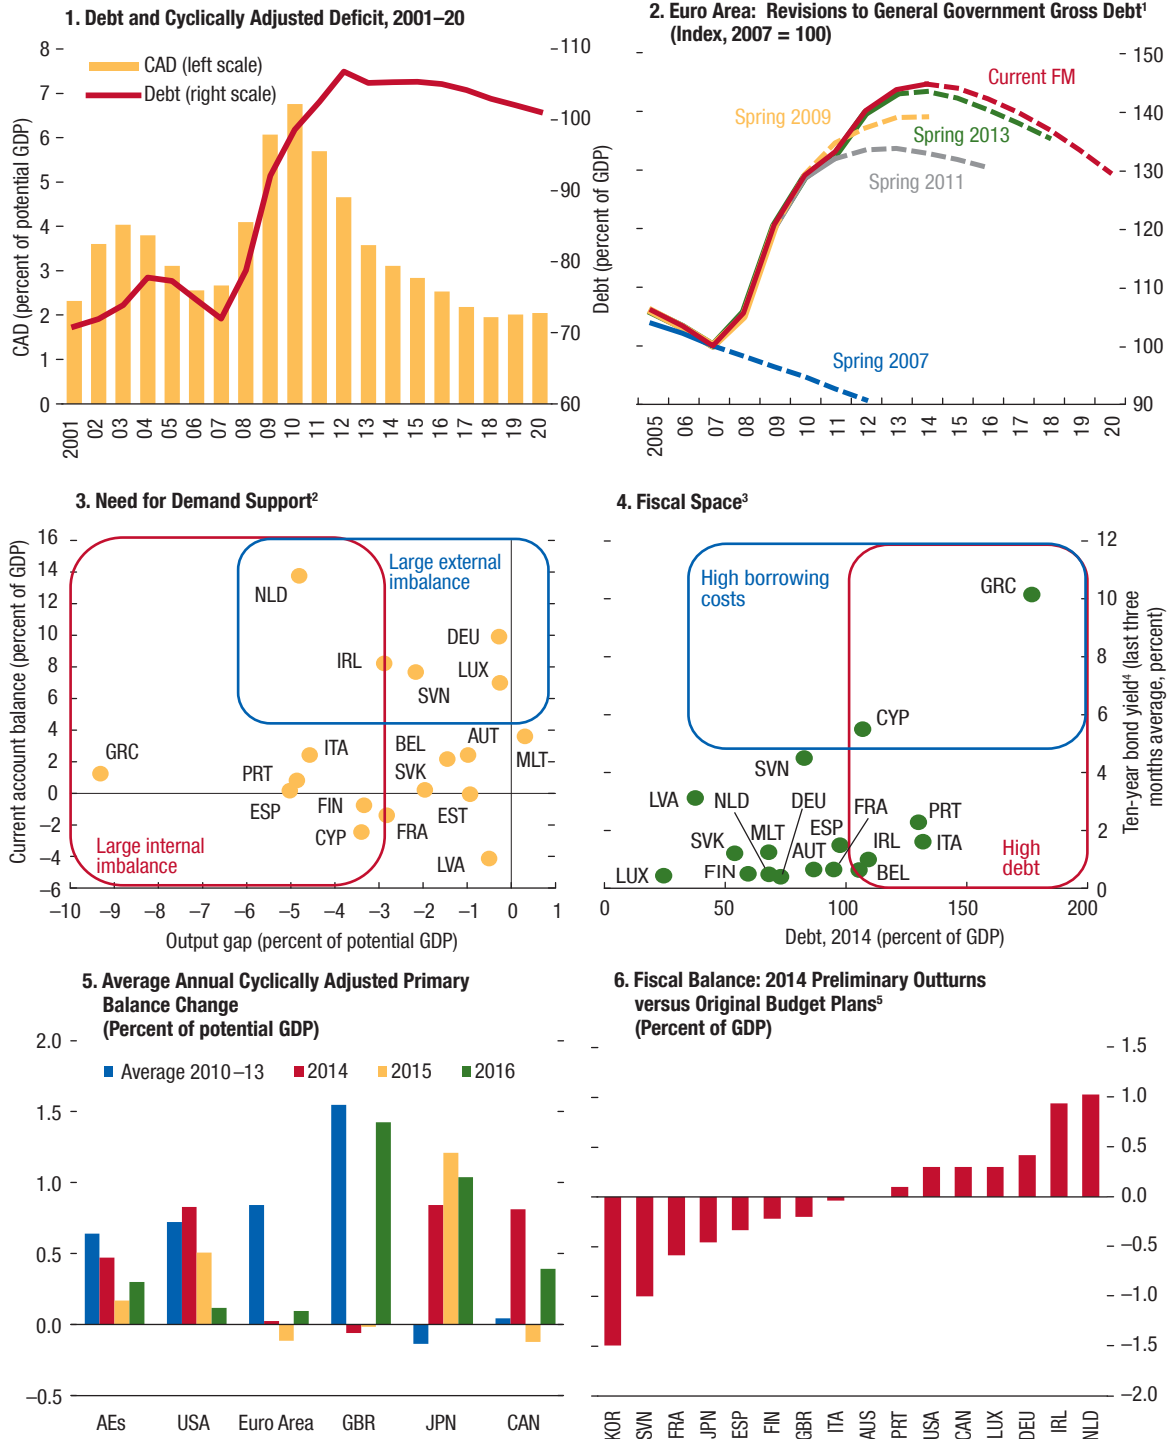 1. Debt and Cyclically Adjusted Deficit, 2001–20
CAD (left scale)
Debt (right scale)
CAD (percent of potential GDP)
8
7
6
5
4
3
2
1
0
110
100
90
80
70
60
Debt (percent of GDP)
2001 02 03 04 05 06 07 08 09 10 11 12 13 14 15 16 17 18 19 20
2. Euro Area: Revisions to General Government Gross Debt¹
(Index, 2007 = 100)
Current FM
Spring 2009
Spring 2013
Spring 2011
Spring 2007
150
140
130
120
110
100
90
2005 06 07 08 09 10 11 12 13 14 15 16 17 18 19 20
3. Need for Demand Support²
Current account balance (percent of GDP)
16
14
12
10
8
6
4
2
0
–2
–4
–6
Large external
imbalance
NLD
DEU
IRL
LUX
SVN
GRC
ITA
BEL
AUT
MLT
PRT
SVK
ESP
FIN
EST
CYP
FRA
LVA
Large internal
imbalance
–10 –9 –8 –7 –6 –5 –4 –3 –2 –1 0 1
Output gap (percent of potential GDP)
4. Fiscal Space³
High borrowing
costs
GRC
CYP
SVN
LVA
NLD
DEU
FRA
PRT
SVK
MLT
ESP
IRL
ITA
AUT
LUX
FIN
BEL
High
debt
12
10
8
6
4
2
0
Ten-year bond yield⁴ (last three
months average, percent)
0 50 100 150 200
Debt, 2014 (percent of GDP)
5. Average Annual Cyclically Adjusted Primary
Balance Change
(Percent of potential GDP)
Average 2010–13 2014 2015 2016
2.0
1.5
1.0
0.5
0.0
–0.5
AEs USA Euro Area GBR JPN CAN
6. Fiscal Balance: 2014 Preliminary Outturns
versus Original Budget Plans⁵
(Percent of GDP)
1.5
1.0
0.5
0.0
–0.5
–1.0
–1.5
–2.0
KOR SVN FRA JPN ESP FIN GBR ITA AUS PRT USA CAN LUX DEU IRL NLD